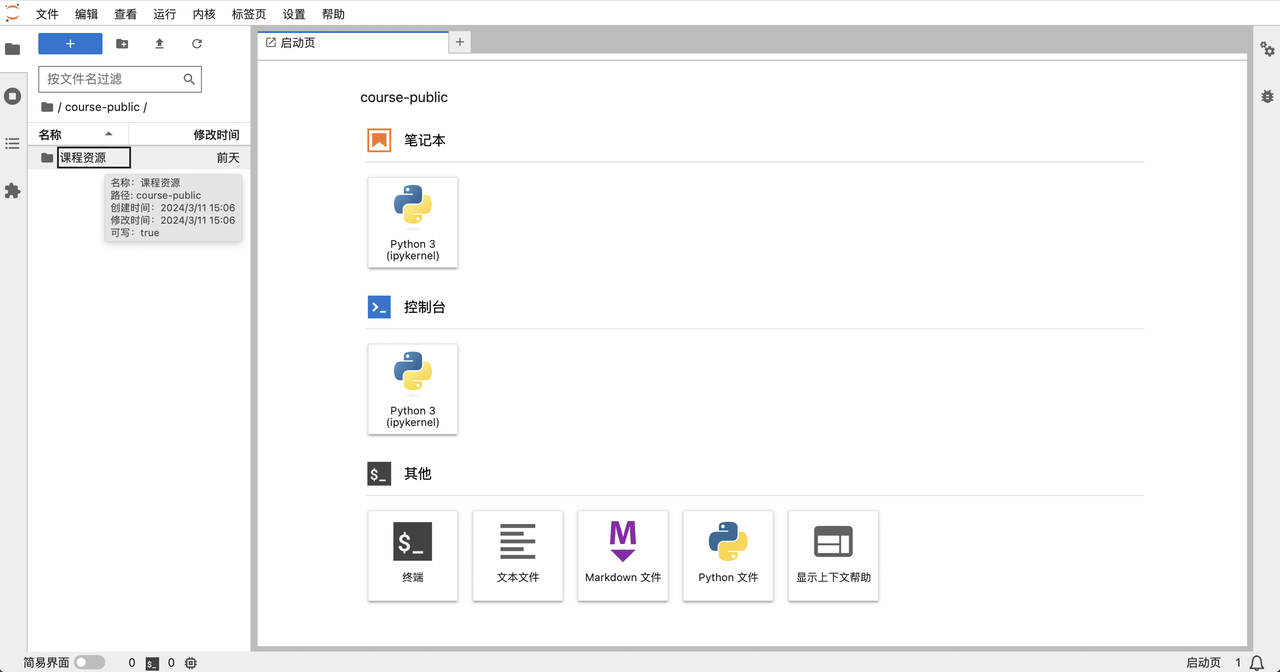 文件 编辑 查看 运行 内核 标签页 设置 帮助
+
启动页
+
按文件名过滤
/ course-public /
名称 修改时间
课程资源 前天
名称：课程资源
路径: course-public
创建时间：2024/3/11 15:06
修改时间：2024/3/11 15:06
可写：true
course-public
笔记本
Python 3
(ipykernel)
>_ 控制台
Python 3
(ipykernel)
$_ 其他
$_
终端
文本文件
M
Markdown 文件
Python 文件
显示上下文帮助
简易界面 0 $_ 0 启动页 1